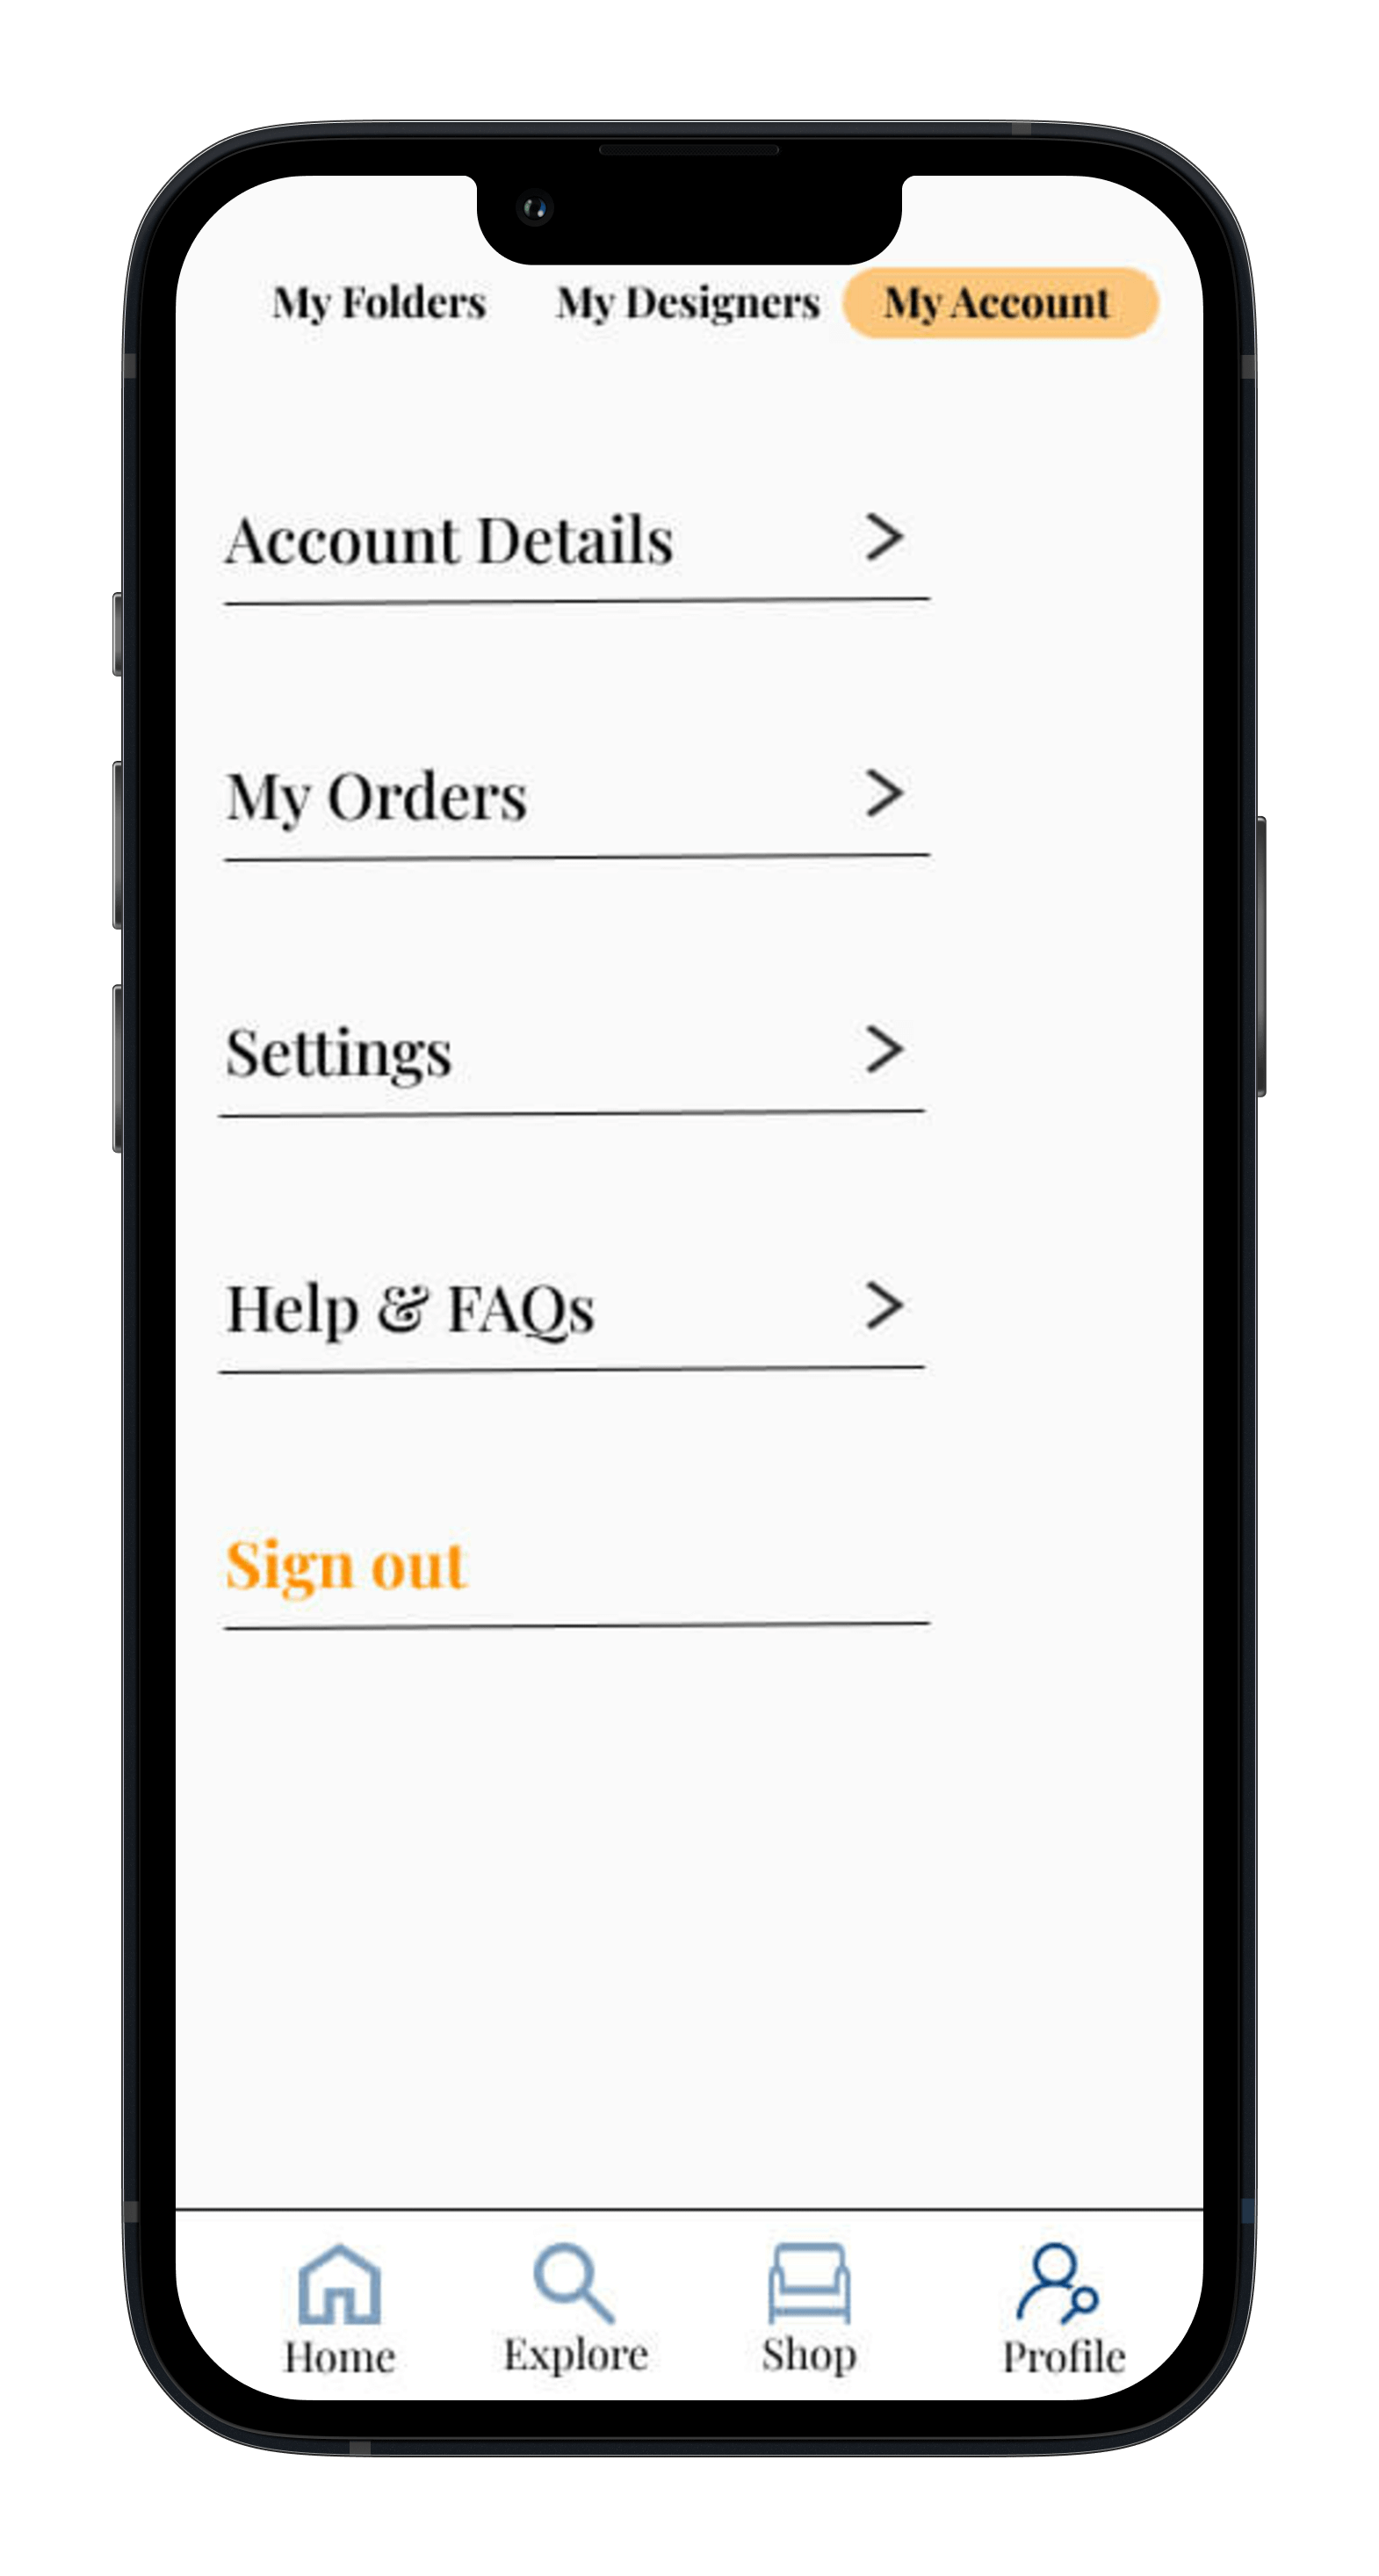 My Folders My Designers My Account
Account Details
My Orders
Settings
Help & FAQs
Sign out
Home Explore Shop Profile